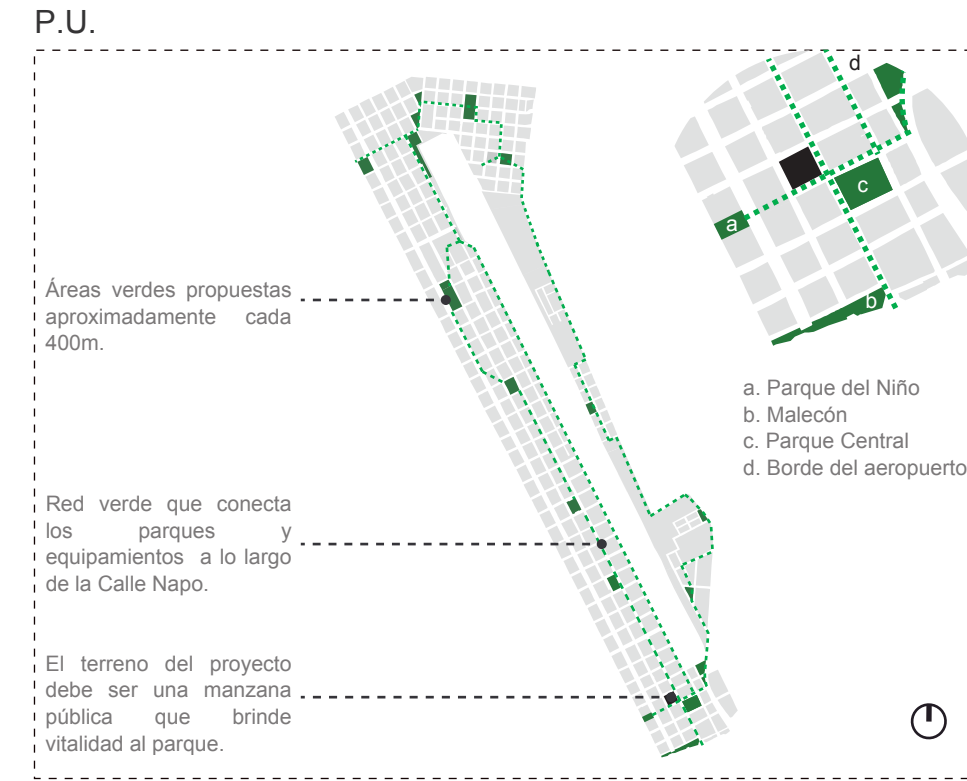 P.U.
d
c
a
b
Áreas verdes propuestas
aproximadamente cada
400m.
a. Parque del Niño
b. Malecón
c. Parque Central
d. Borde del aeropuerto
Red verde que conecta
los parques y
equipamientos a lo largo
de la Calle Napo.
El terreno del proyecto
debe ser una manzana
pública que brinde
vitalidad al parque.